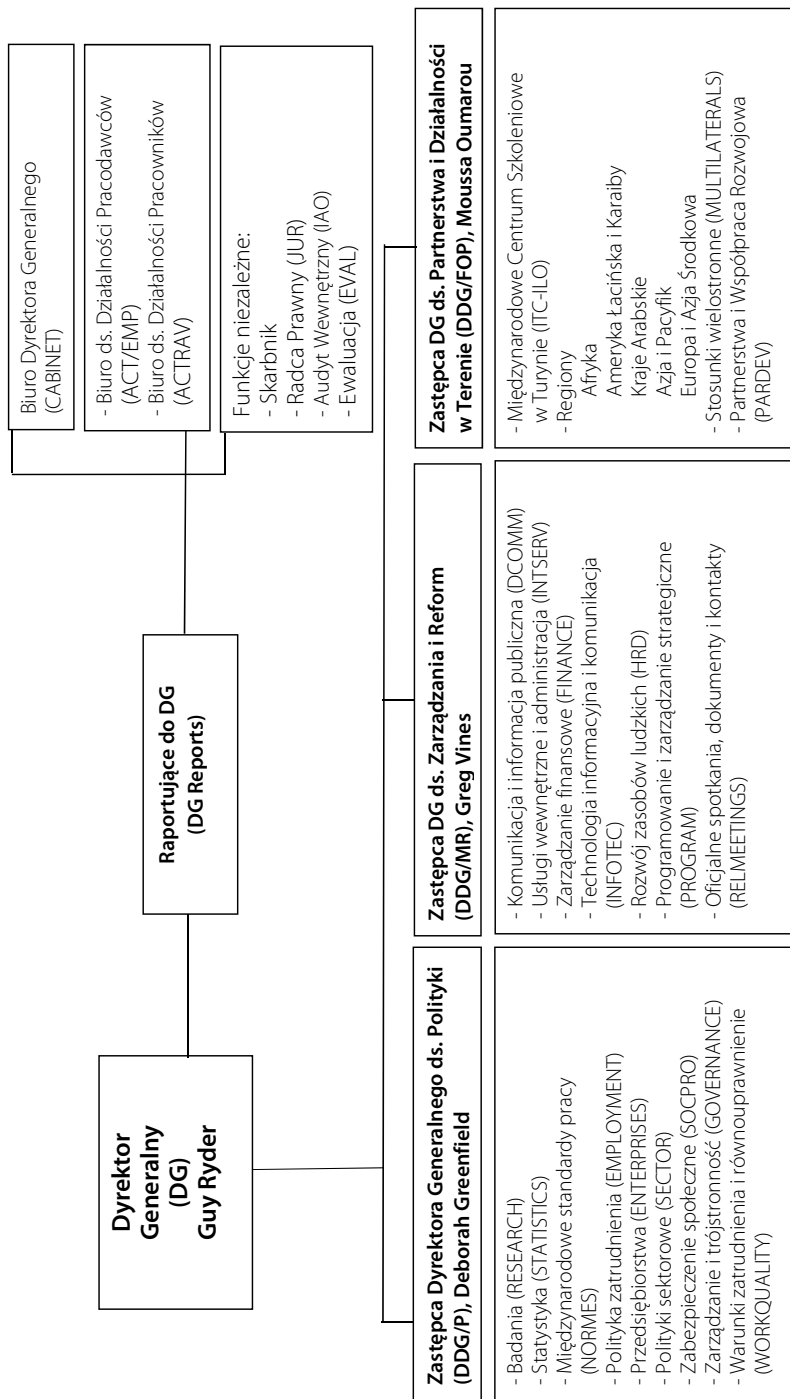 Dyrektor
Generalny
(DG)
Guy Ryder
Raportujące do DG
(DG Reports)
Biuro Dyrektora Generalnego
(CABINET)
- Biuro ds. Działalności Pracodawców
(ACT/EMP)
- Biuro ds. Działalności Pracowników
(ACTRAV)
Funkcje niezależne:
- Skarbnik
- Radca Prawny (JUR)
- Audyt Wewnętrzny (IAO)
- Ewaluacja (EVAL)
Zastępca Dyrektora Generalnego ds. Polityki
(DDG/P), Deborah Greenfield
- Badania (RESEARCH)
- Statystyka (STATISTICS)
- Międzynarodowe standardy pracy
(NORMES)
- Polityka zatrudnienia (EMPLOYMENT)
- Przedsiębiorstwa (ENTERPRISES)
- Polityki sektorowe (SECTOR)
- Zabezpieczenie społeczne (SOCPRO)
- Zarządzanie i trójstronność (GOVERNANCE)
- Warunki zatrudnienia i równouprawnienie
(WORKQUALITY)
Zastępca DG ds. Zarządzania i Reform
(DDG/MR), Greg Vines
- Komunikacja i informacja publiczna (DCOMM)
- Usługi wewnętrzne i administracja (INTSERV)
- Zarządzanie finansowe (FINANCE)
- Technologia informacyjna i komunikacja
(INFOTEC)
- Rozwój zasobów ludzkich (HRD)
- Programowanie i zarządzanie strategiczne
(PROGRAM)
- Oficjalne spotkania, dokumenty i kontakty
(RELMEETINGS)
Zastępca DG ds. Partnerstwa i Działalności
w Terenie (DDG/FOP), Moussa Oumarou
- Międzynarodowe Centrum Szkoleniowe
w Turynie (ITC-ILO)
- Regiony
Afryka
Ameryka Łacińska i Karaiby
Kraje Arabskie
Azja i Pacyfik
Europa i Azja Środkowa
- Stosunki wielostronne (MULTILATERALS)
- Partnerstwa i Współpraca Rozwojowa
(PARDEV)